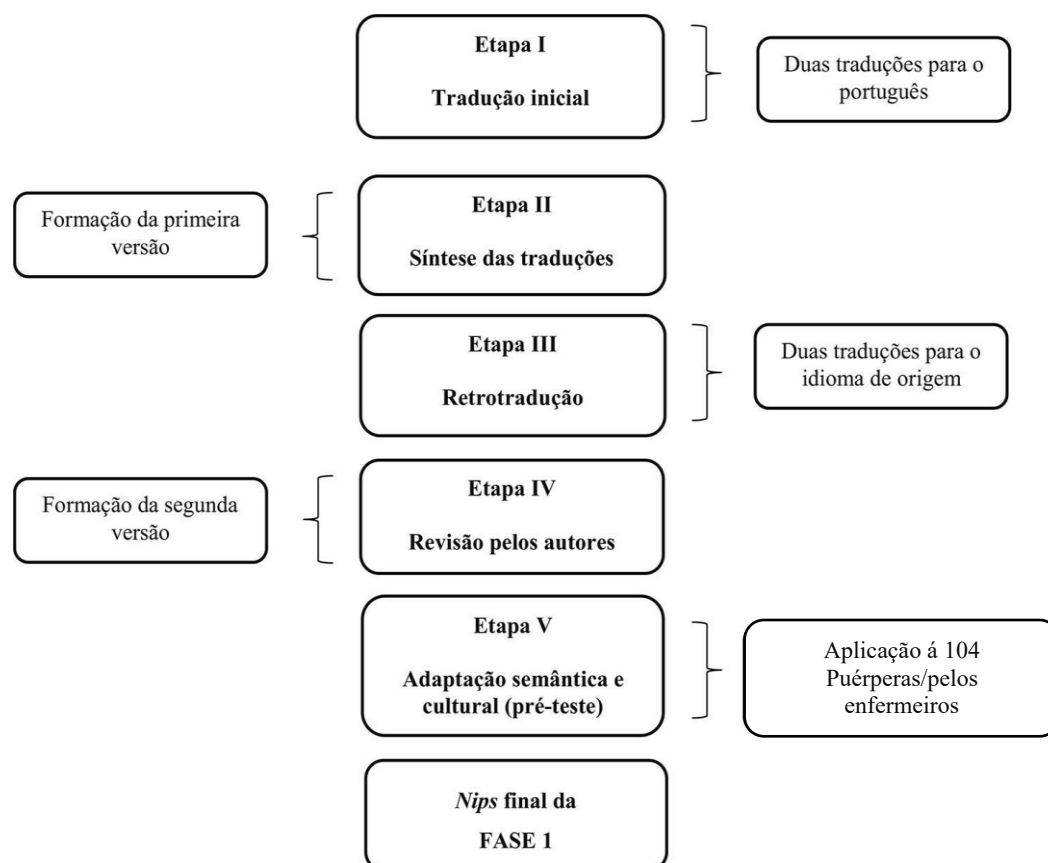 Etapa I
Tradução inicial
Duas traduções para o
português
Etapa II
Síntese das traduções
Formação da primeira
versão
Etapa III
Retrotradução
Duas traduções para o
idioma de origem
Etapa IV
Revisão pelos autores
Formação da segunda
versão
Etapa V
Adaptação semântica e
cultural (pré-teste)
Aplicação á 104
Puérperas/pelos
enfermeiros
Nips final da
FASE 1